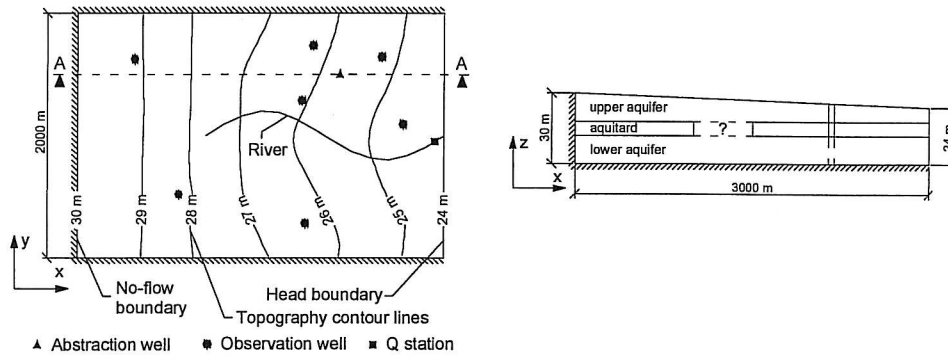 A
A
2000 m
River
30 m
29 m
28 m
27 m
26 m
25 m
24 m
y
x
No-flow
boundary
Head boundary
Topography contour lines
Abstraction well
Observation well
Q station
30 m
upper aquifer
aquitard
?
lower aquifer
24 m
z
x
3000 m